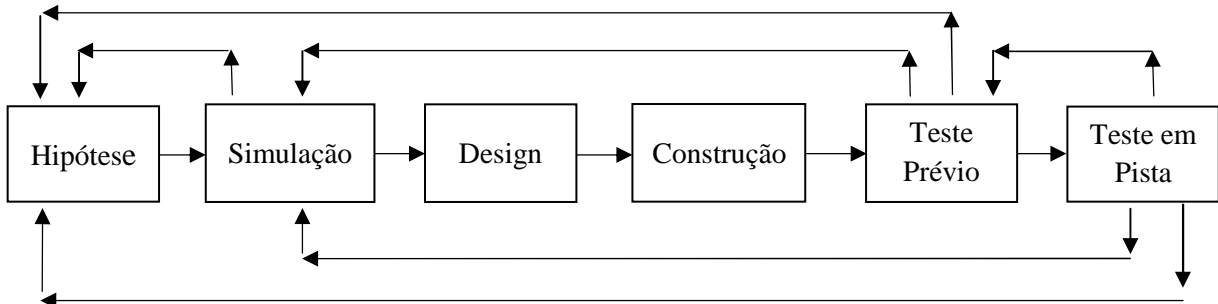 Hipótese
Simulação
Design
Construção
Teste
Prévio
Teste em
Pista